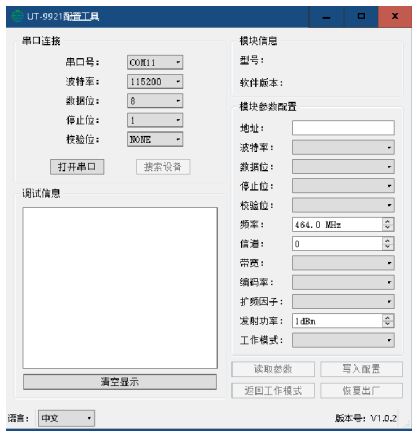 UT-9921配置工具
串口连接
串口号： COM11
波特率： 115200
数据位： 8
停止位： 1
校验位： NONE
打开串口 搜索设备
调试信息
清空显示
模块信息
型号：
软件版本：
模块参数配置
地址：
波特率：
数据位：
停止位：
校验位：
频率： 464.0 MHz
信道： 0
带宽：
编码率：
扩频因子：
发射功率： 1dBm
工作模式：
读取参数 写入配置
返回工作模式 恢复出厂
语言： 中文
版本号： V1.0.2